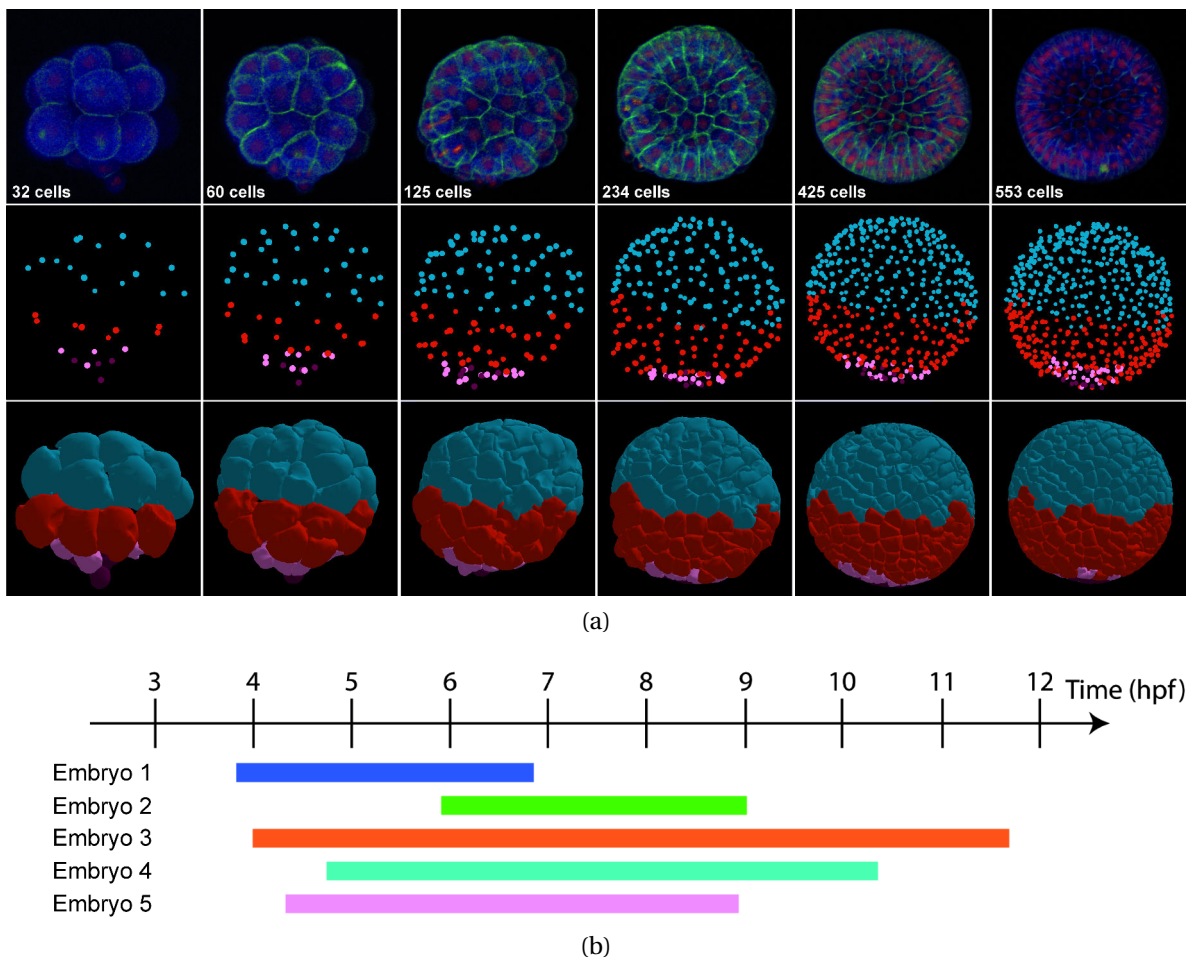 32 cells
60 cells
125 cells
234 cells
425 cells
553 cells
(a)
3 4 5 6 7 8 9 10 11 12 Time (hpf)
Embryo 1
Embryo 2
Embryo 3
Embryo 4
Embryo 5
(b)